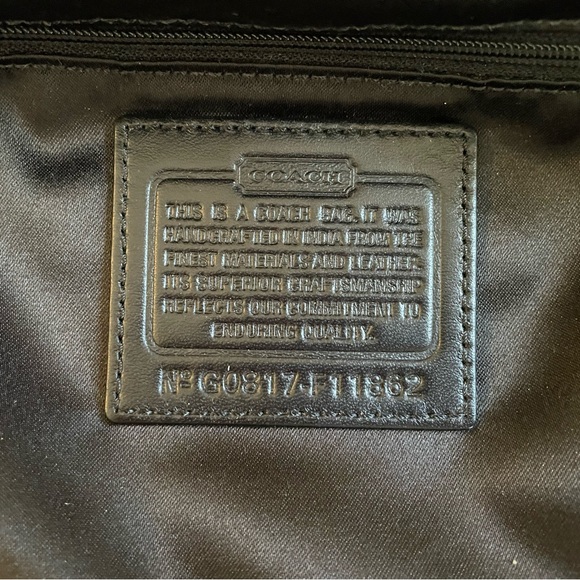 COACH
THIS IS A COACH BAG. IT WAS
HANDCRAFTED IN INDIA FROM THE
FINEST MATERIALS AND LEATHER.
ITS SUPERIOR CRAFTSMANSHIP
REFLECTS OUR COMMITMENT TO
ENDURING QUALITY.
Nº G0817-F11862